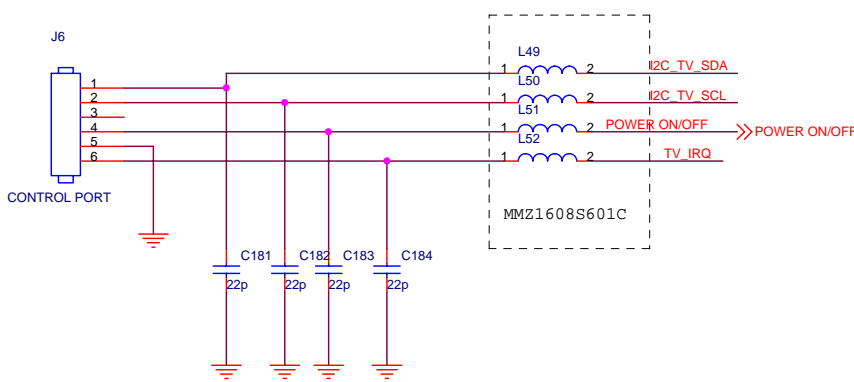 J6
1
2
3
4
5
6
CONTROL PORT
L49
1 2 I2C_TV_SDA
L50
1 2 I2C_TV_SCL
L51
1 2 POWER ON/OFF POWER ON/OFF
L52
1 2 TV_IRQ
MMZ1608S601C
C181 C182 C183 C184
22p 22p 22p 22p